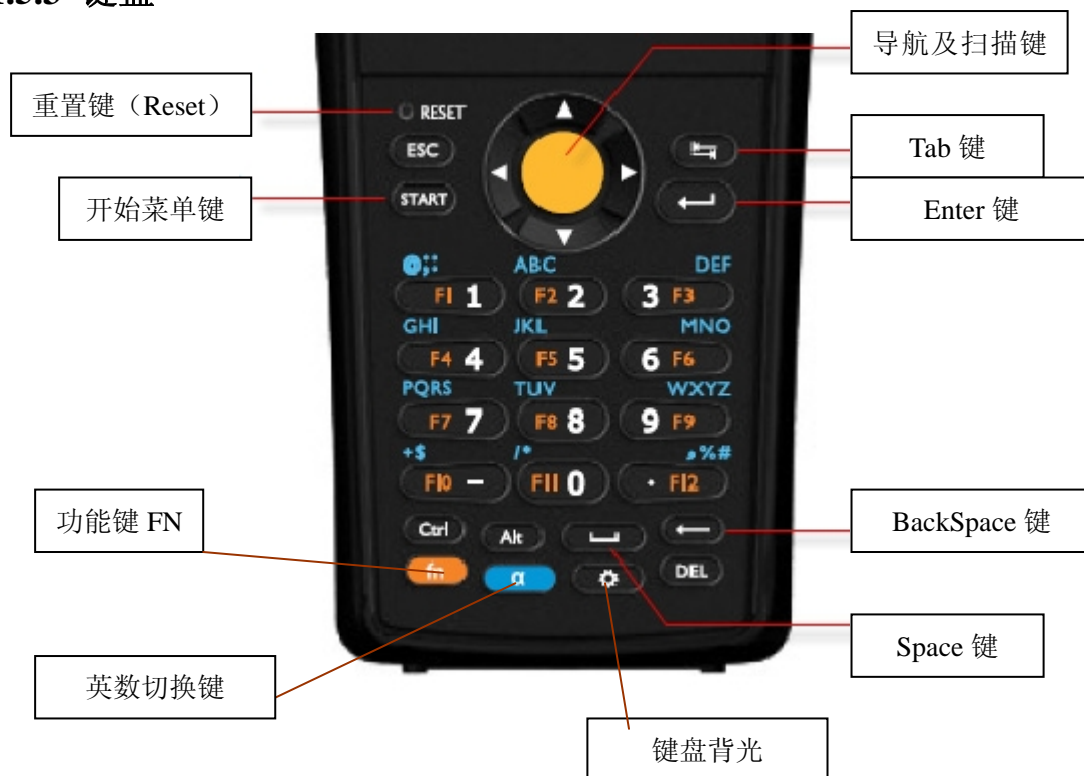 键盘
导航及扫描键
重置键（Reset）
RESET
ESC
Tab 键
开始菜单键
START
Enter 键
@;: ABC DEF
F1 1 F2 2 3 F3
GHI JKL MNO
F4 4 F5 5 6 F6
PQRS TUV WXYZ
F7 7 F8 8 9 F9
+$ /* ,%#
F10 - F11 0 . F12
功能键 FN
Ctrl Alt
BackSpace 键
fn α DEL
Space 键
英数切换键
键盘背光